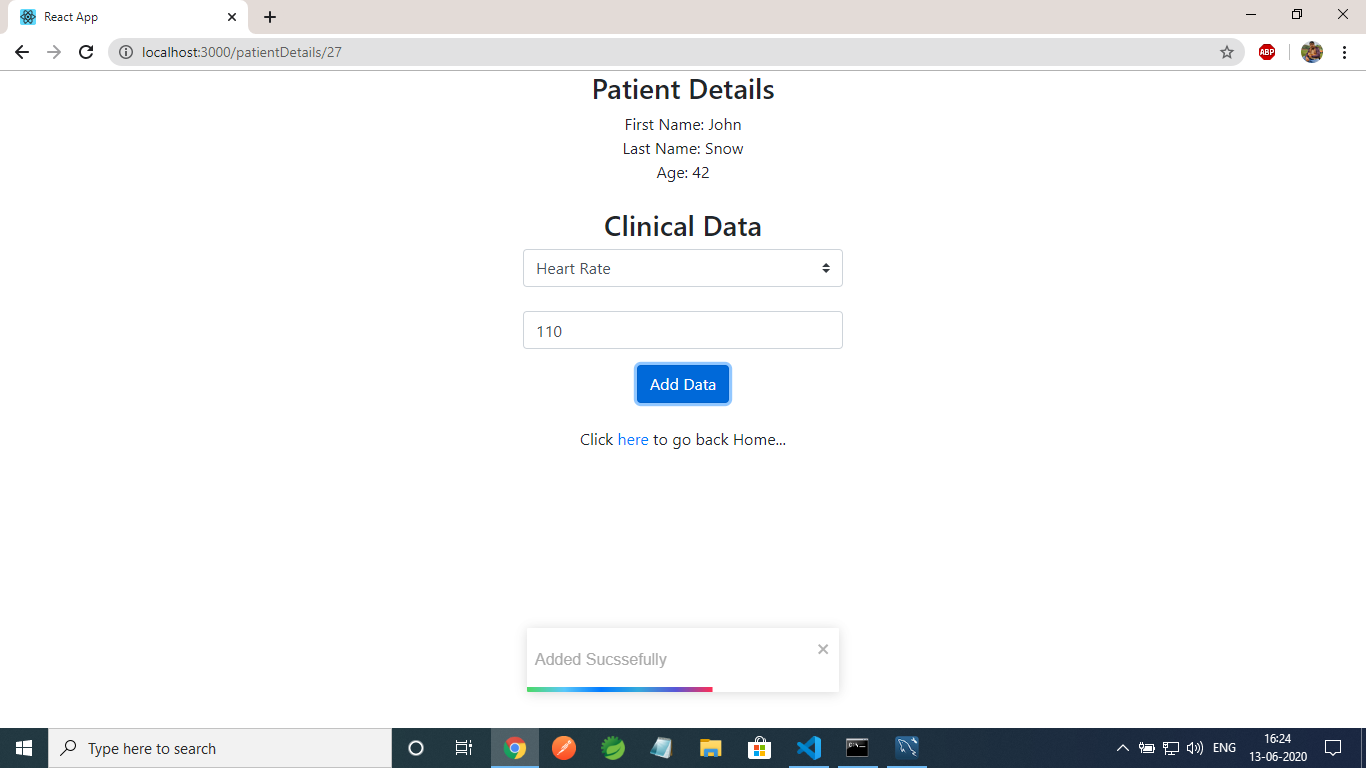 React App
localhost:3000/patientDetails/27
ABP
Patient Details
First Name: John
Last Name: Snow
Age: 42
Clinical Data
Heart Rate
110
Add Data
Click here to go back Home...
Added Sucssefully
Type here to search
ENG
16:24
13-06-2020